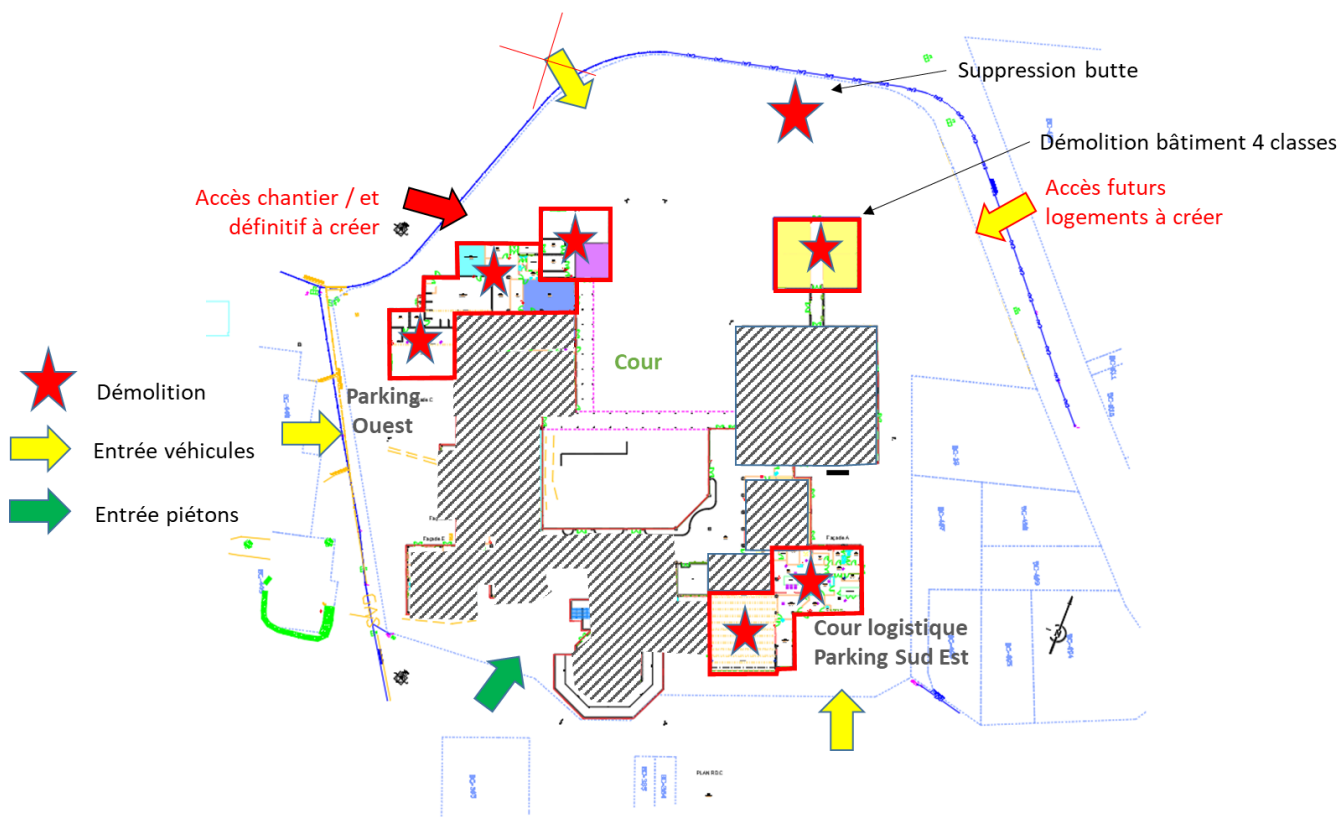 Suppression butte
Démolition bâtiment 4 classes
Accès chantier / et
définitif à créer
Accès futurs
logements à créer
Cour
Démolition
Parking
Ouest
Entrée véhicules
Entrée piétons
Façade E
Façade A
Cour logistique
Parking Sud Est
PLAN R.D.C